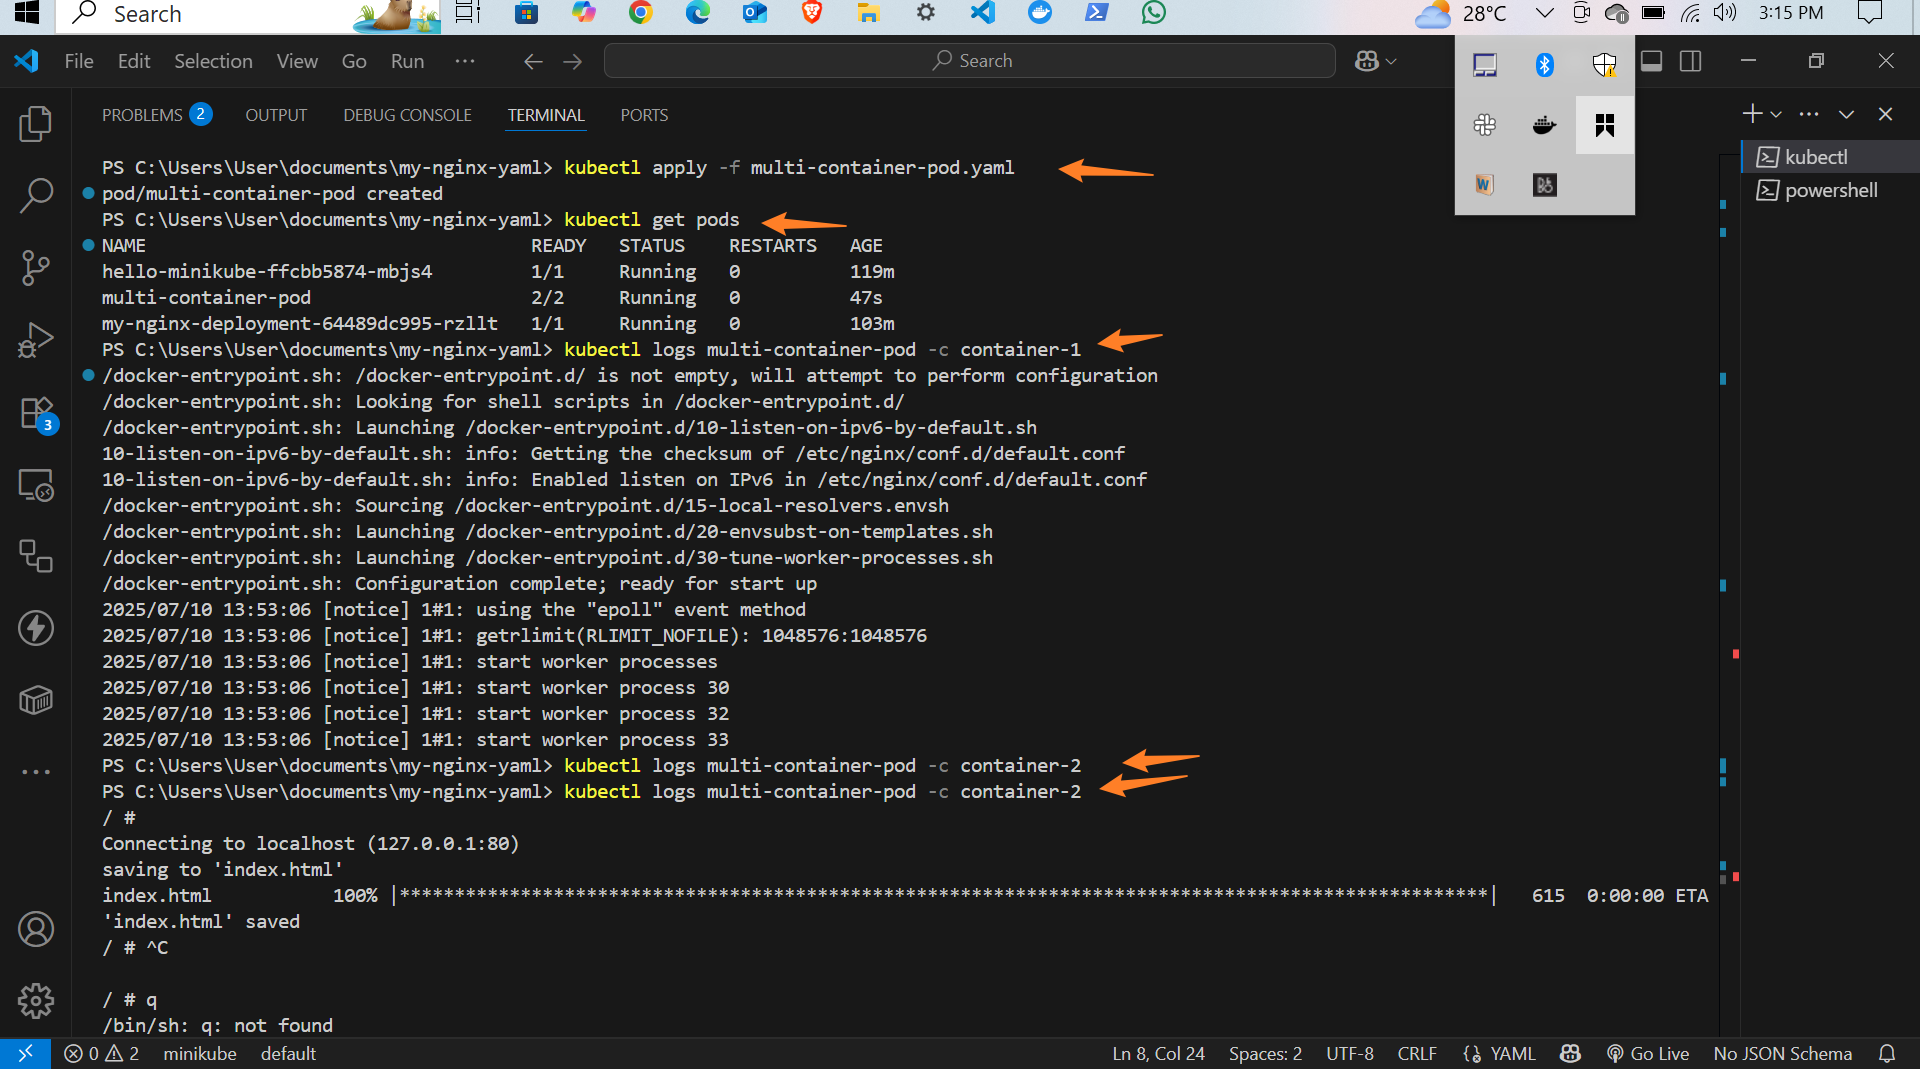 Search
28°C
3:15 PM
File Edit Selection View Go Run ···
Search
PROBLEMS 2 OUTPUT DEBUG CONSOLE TERMINAL PORTS
kubectl
powershell
PS C:\Users\User\documents\my-nginx-yaml> kubectl apply -f multi-container-pod.yaml
pod/multi-container-pod created
PS C:\Users\User\documents\my-nginx-yaml> kubectl get pods
NAME READY STATUS RESTARTS AGE
hello-minikube-ffcbb5874-mbjs4 1/1 Running 0 119m
multi-container-pod 2/2 Running 0 47s
my-nginx-deployment-64489dc995-rzllt 1/1 Running 0 103m
PS C:\Users\User\documents\my-nginx-yaml> kubectl logs multi-container-pod -c container-1
/docker-entrypoint.sh: /docker-entrypoint.d/ is not empty, will attempt to perform configuration
/docker-entrypoint.sh: Looking for shell scripts in /docker-entrypoint.d/
/docker-entrypoint.sh: Launching /docker-entrypoint.d/10-listen-on-ipv6-by-default.sh
10-listen-on-ipv6-by-default.sh: info: Getting the checksum of /etc/nginx/conf.d/default.conf
10-listen-on-ipv6-by-default.sh: info: Enabled listen on IPv6 in /etc/nginx/conf.d/default.conf
/docker-entrypoint.sh: Sourcing /docker-entrypoint.d/15-local-resolvers.envsh
/docker-entrypoint.sh: Launching /docker-entrypoint.d/20-envsubst-on-templates.sh
/docker-entrypoint.sh: Launching /docker-entrypoint.d/30-tune-worker-processes.sh
/docker-entrypoint.sh: Configuration complete; ready for start up
2025/07/10 13:53:06 [notice] 1#1: using the "epoll" event method
2025/07/10 13:53:06 [notice] 1#1: getrlimit(RLIMIT_NOFILE): 1048576:1048576
2025/07/10 13:53:06 [notice] 1#1: start worker processes
2025/07/10 13:53:06 [notice] 1#1: start worker process 30
2025/07/10 13:53:06 [notice] 1#1: start worker process 32
2025/07/10 13:53:06 [notice] 1#1: start worker process 33
PS C:\Users\User\documents\my-nginx-yaml> kubectl logs multi-container-pod -c container-2
PS C:\Users\User\documents\my-nginx-yaml> kubectl logs multi-container-pod -c container-2
/ #
Connecting to localhost (127.0.0.1:80)
saving to 'index.html'
index.html 100% |***************************************************************************************************| 615 0:00:00 ETA
'index.html' saved
/ # ^C
/ # q
/bin/sh: q: not found
3
0 2 minikube default Ln 8, Col 24 Spaces: 2 UTF-8 CRLF YAML Go Live No JSON Schema